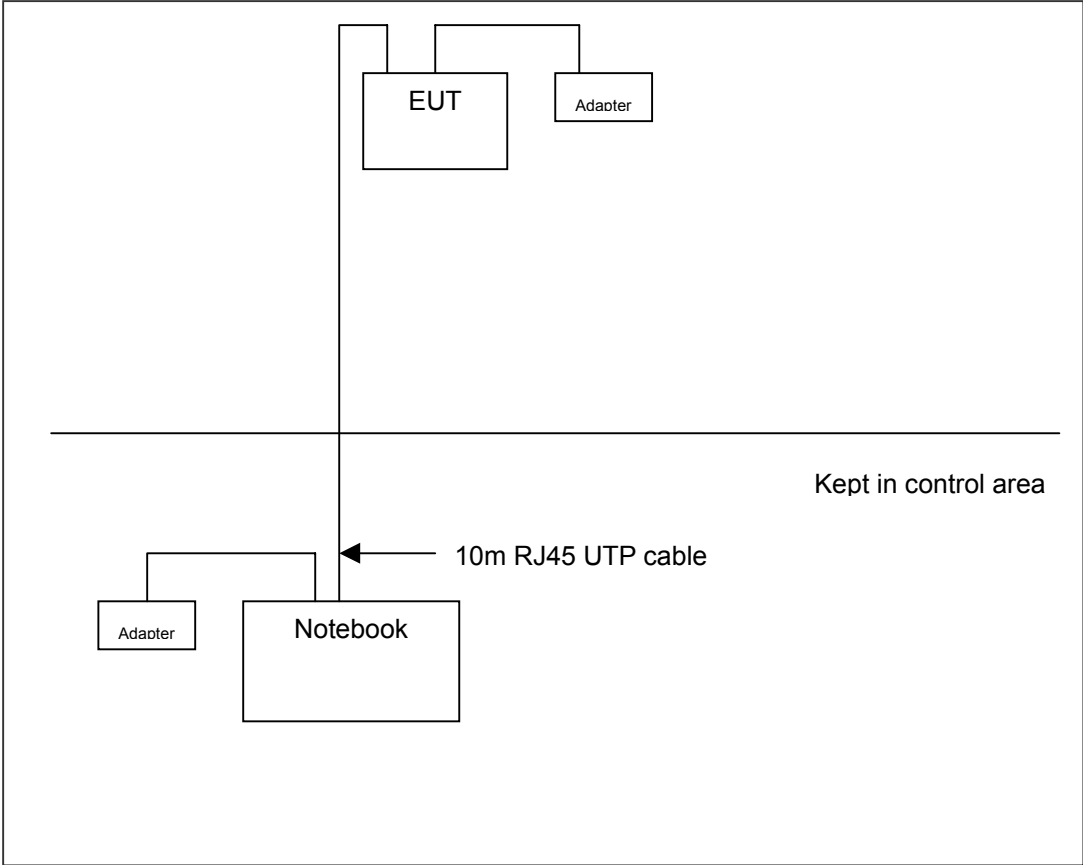 EUT
Adapter
Kept in control area
10m RJ45 UTP cable
Adapter
Notebook